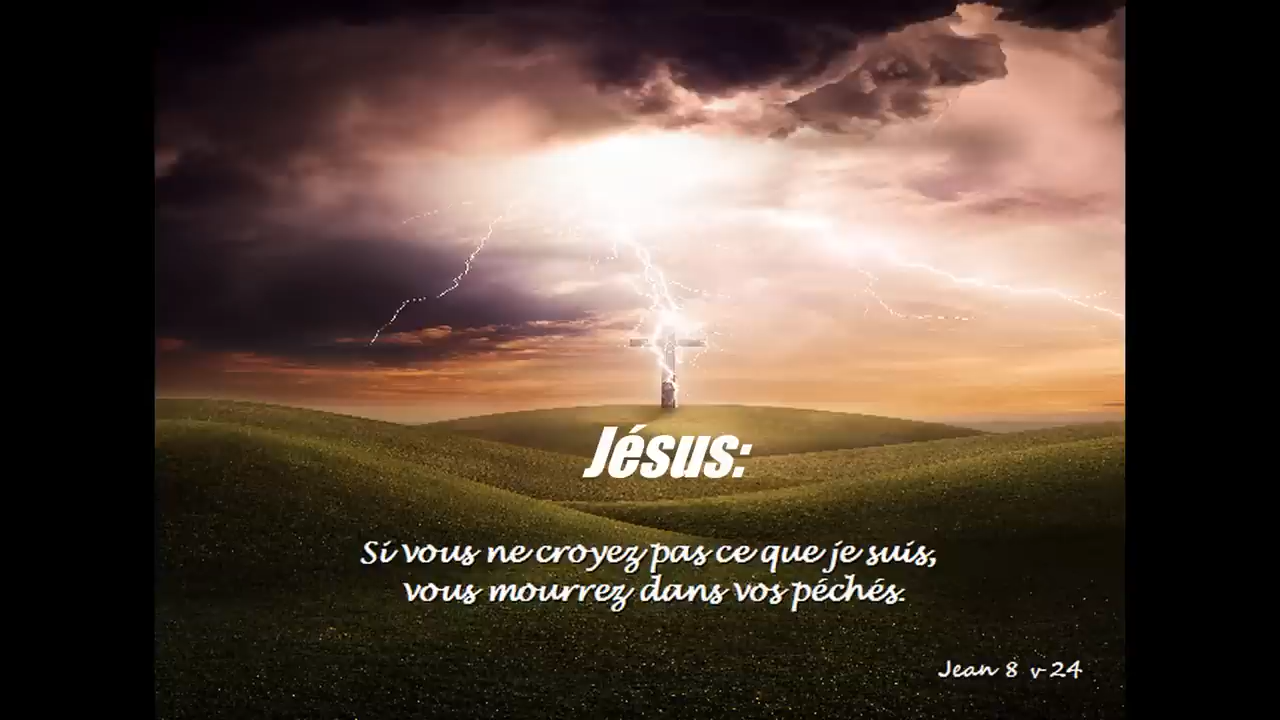 Jésus:
Si vous ne croyez pas ce que je suis,
vous mourrez dans vos péchés.
Jean 8 v 24